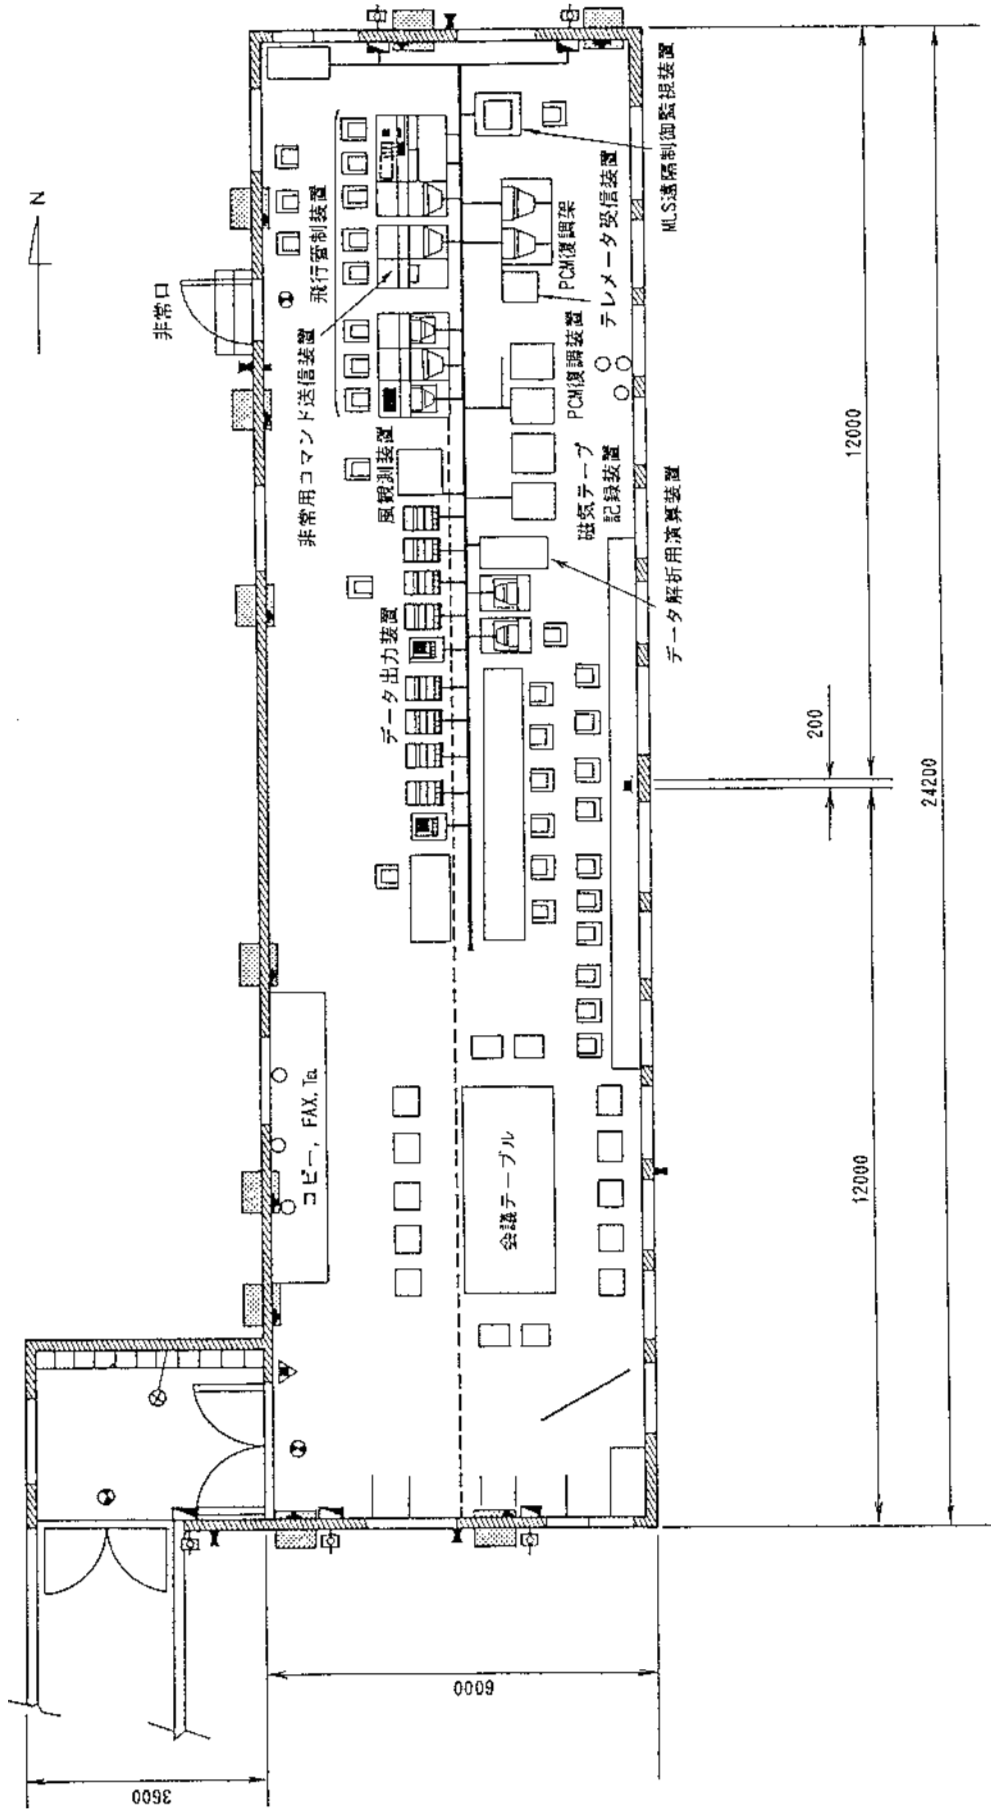 N
非常口
飛行管制装置
非常用コマンド送信装置
風観測装置
データ出力装置
コピー, FAX, Tel
会議テーブル
MLS遠隔制御監視装置
PCM復調架
テレメータ受信装置
PCM復調装置
磁気テープ
記録装置
データ解析用演算装置
12000
200
12000
24200
6000
3600